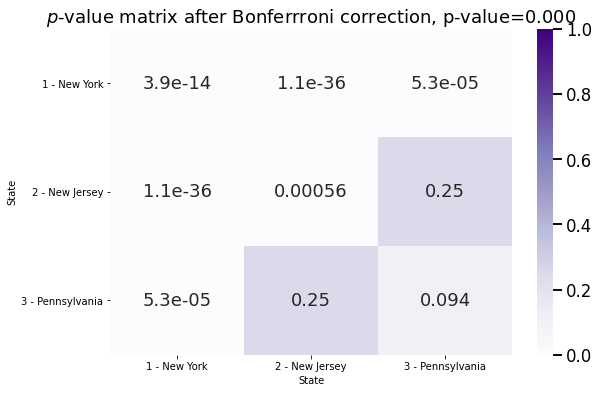 p-value matrix after Bonferrroni correction, p-value=0.000
1 - New York 3.9e-14 1.1e-36 5.3e-05
2 - New Jersey 1.1e-36 0.00056 0.25
3 - Pennsylvania 5.3e-05 0.25 0.094
State
1 - New York 2 - New Jersey 3 - Pennsylvania
State
1.0
0.8
0.6
0.4
0.2
0.0